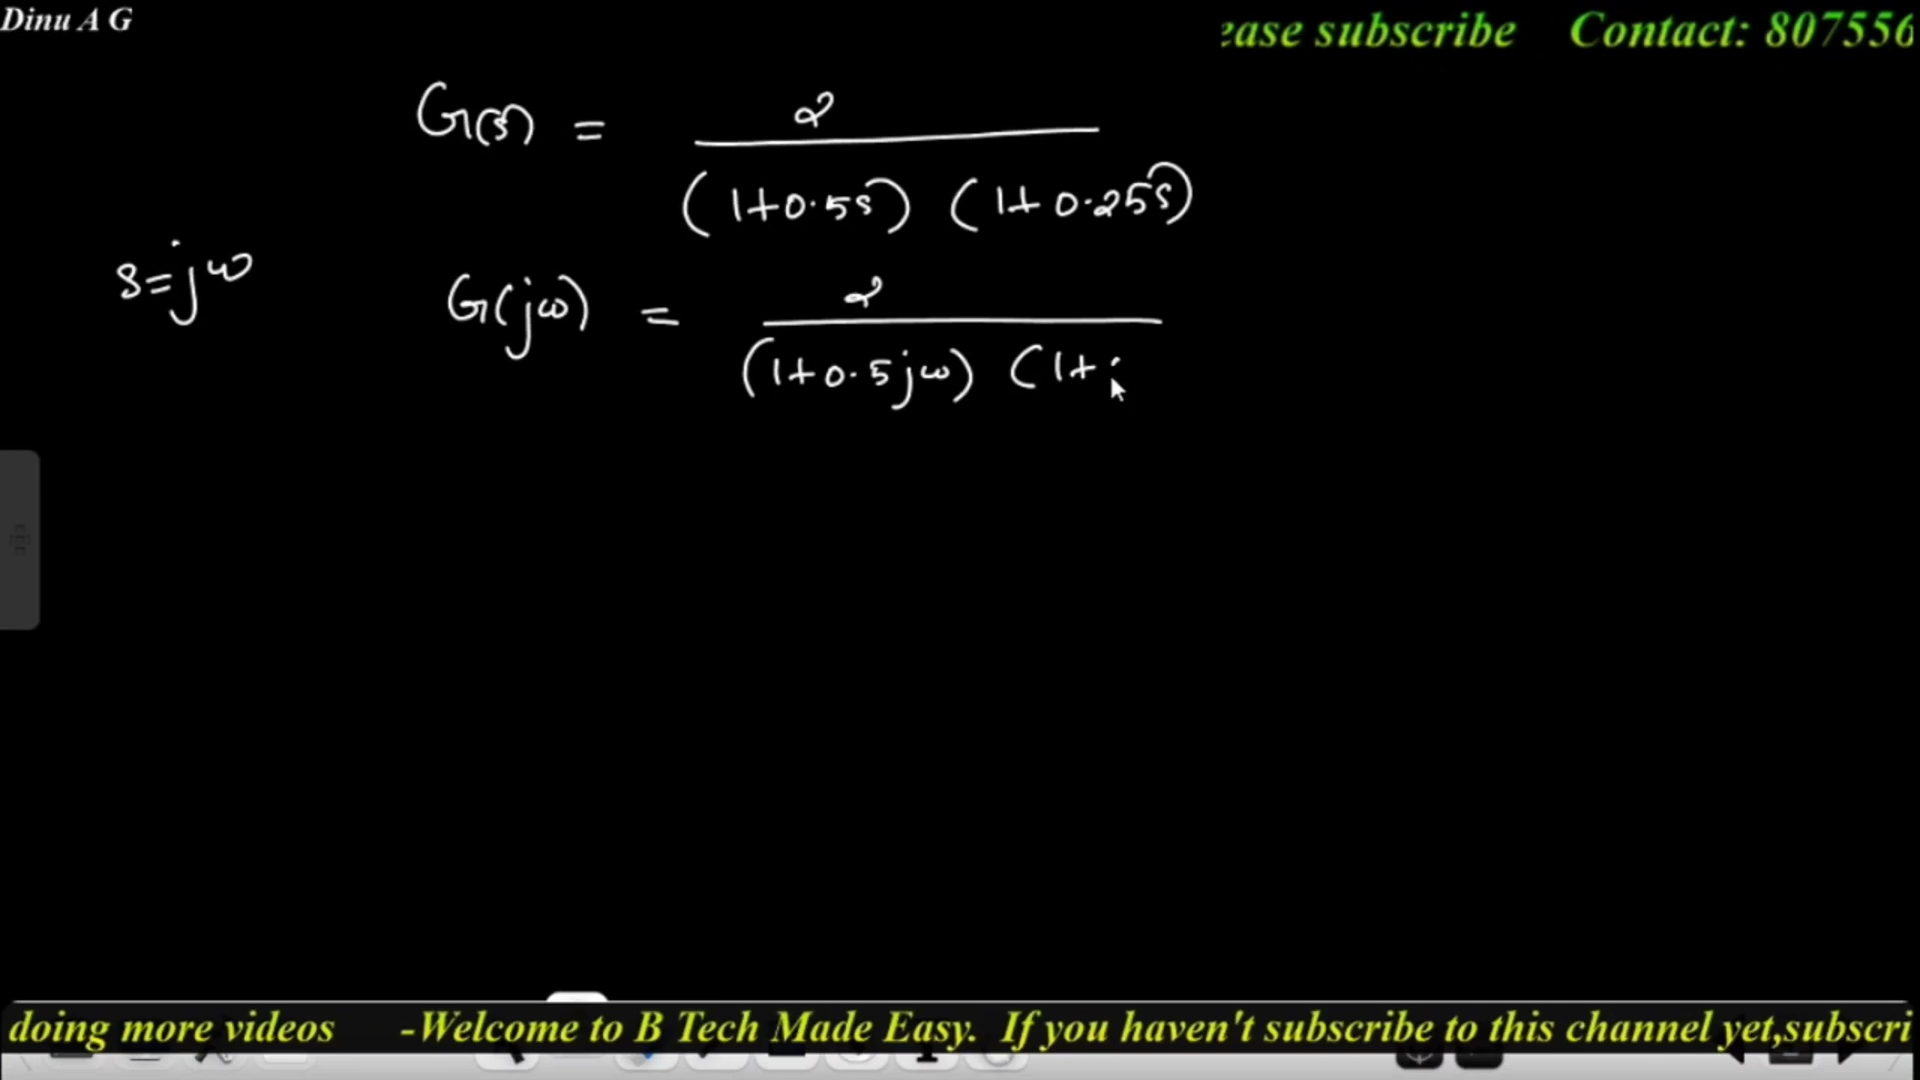 Dinu A G
ease subscribe Contact: 807556
G(s) = 2 / (1+0.5s) (1+0.25s)
s=jω
G(jω) = 2 / (1+0.5jω) (1+
doing more videos -Welcome to B Tech Made Easy. If you haven't subscribe to this channel yet,subscri